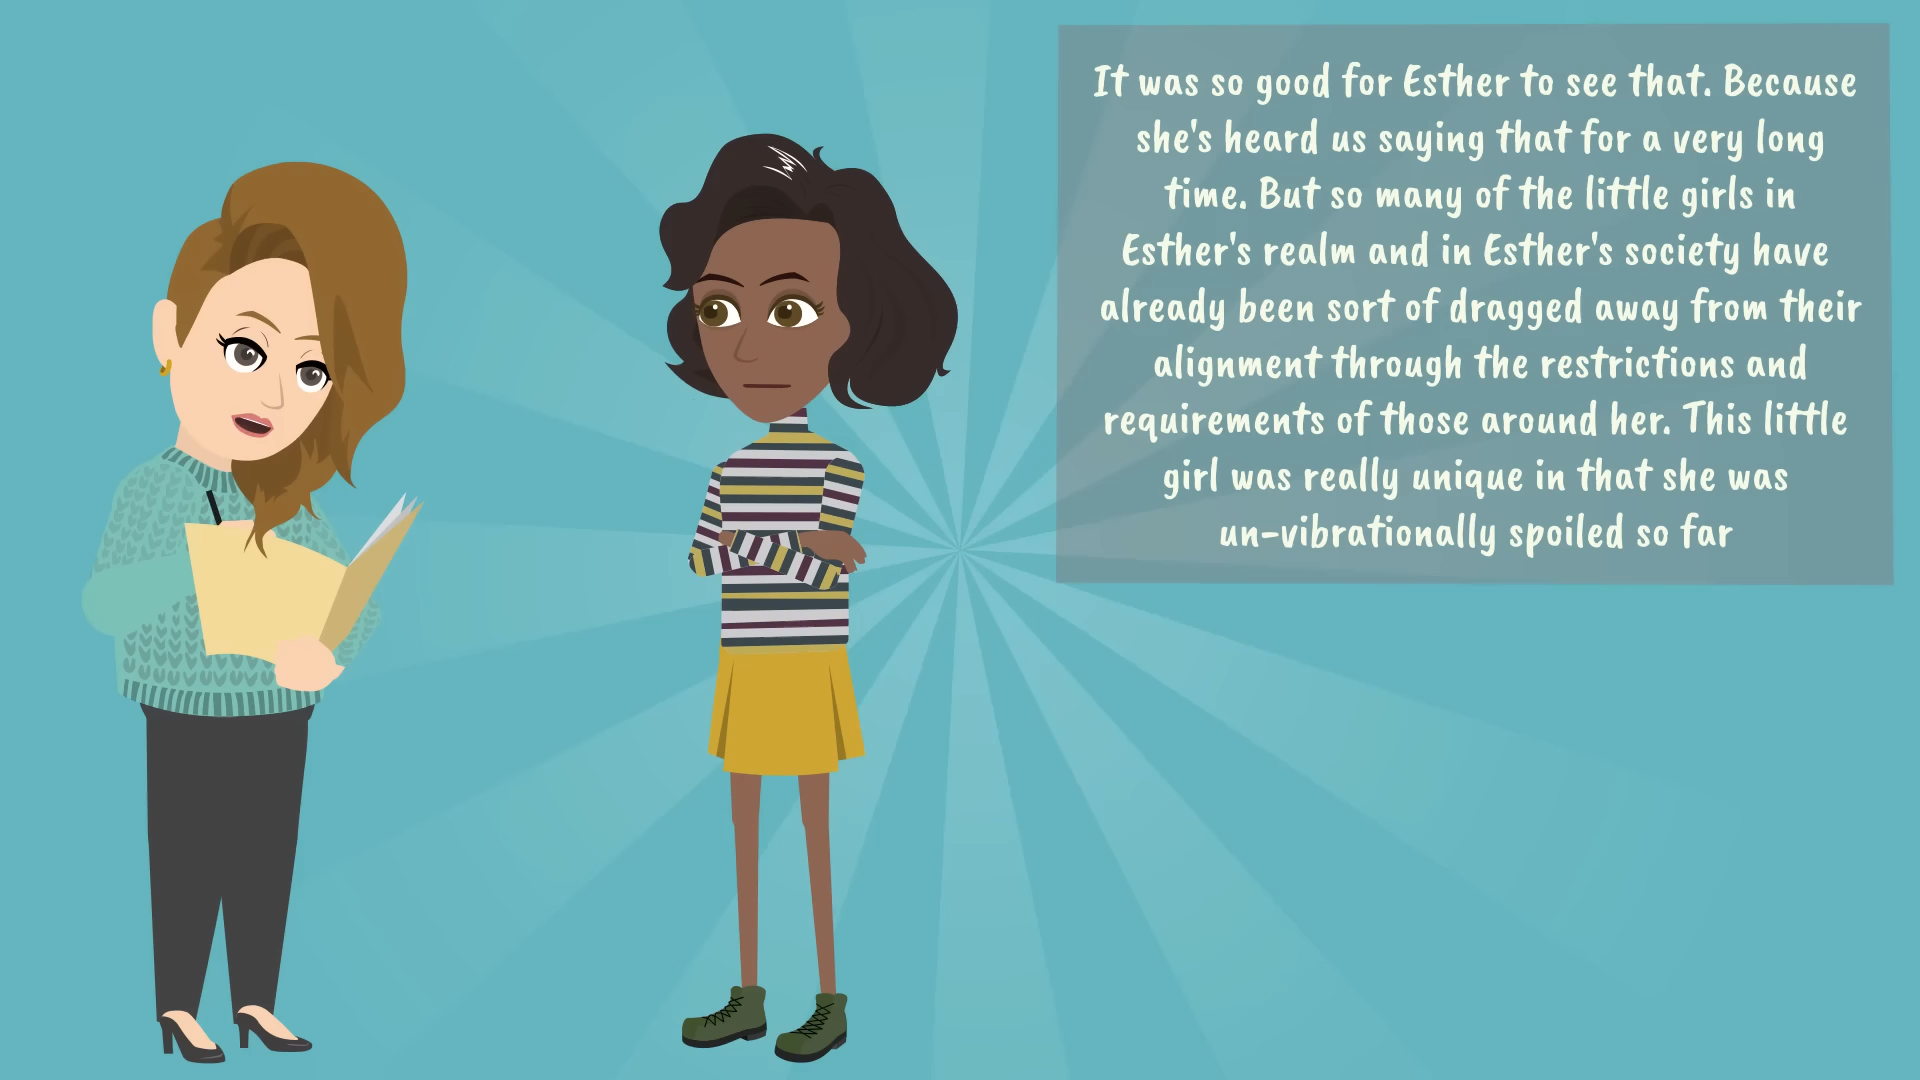 It was so good for Esther to see that. Because
she's heard us saying that for a very long
time. But so many of the little girls in
Esther's realm and in Esther's society have
already been sort of dragged away from their
alignment through the restrictions and
requirements of those around her. This little
girl was really unique in that she was
un-vibrationally spoiled so far